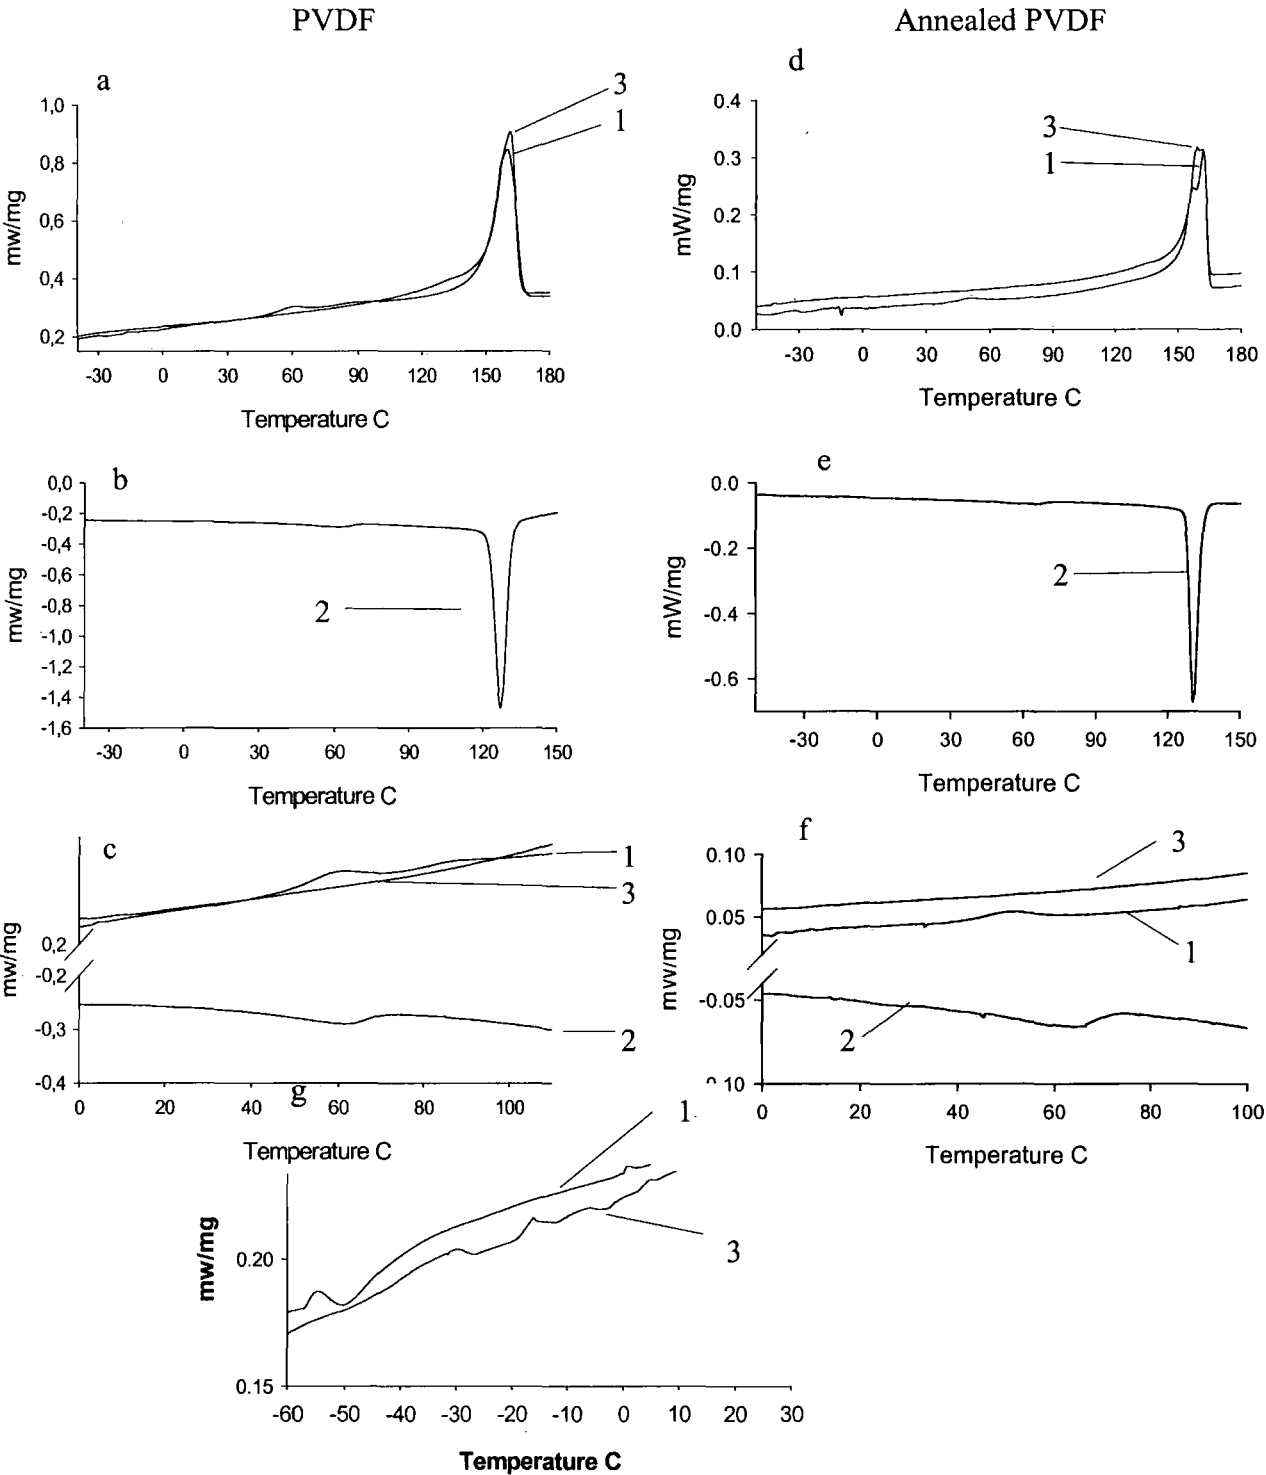 PVDF
Annealed PVDF
a
3
1
1,0
0,8
0,6
0,4
0,2
mw/mg
-30 0 30 60 90 120 150 180
Temperature C
d
3
1
0.4
0.3
0.2
0.1
0.0
mW/mg
-30 0 30 60 90 120 150 180
Temperature C
b
2
0,0
-0,2
-0,4
-0,6
-0,8
-1,0
-1,2
-1,4
-1,6
mw/mg
-30 0 30 60 90 120 150
Temperature C
e
2
0.0
-0.2
-0.4
-0.6
mW/mg
-30 0 30 60 90 120 150
Temperature C
c
1
3
2
0,2
-0,2
-0,3
-0,4
mw/mg
0 20 40 60 80 100
Temperature C
f
3
1
2
0.10
0.05
-0.05
10
mw/mg
0 20 40 60 80 100
Temperature C
g
1
3
0.20
0.15
mw/mg
-60 -50 -40 -30 -20 -10 0 10 20 30
Temperature C